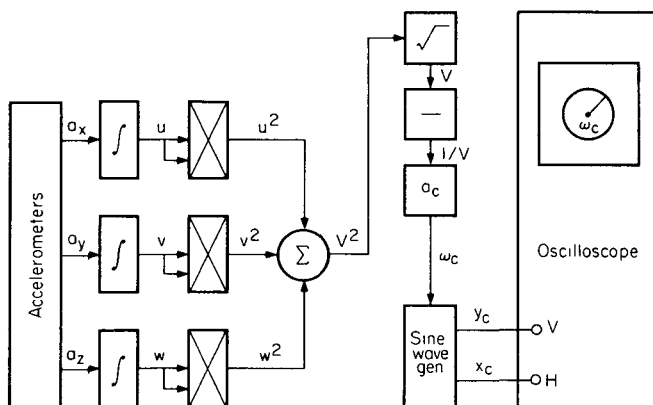 Accelerometers
a_x
∫
u
u²
a_y
∫
v
v²
a_z
∫
w
w²
Σ
V²
√
V
—
1/V
a_c
ω_c
Sine
wave
gen
y_c
x_c
ω_c
Oscilloscope
V
H